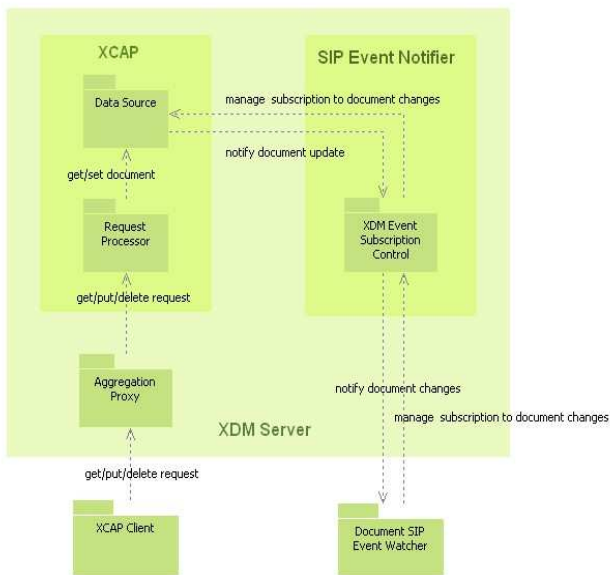 XCAP
SIP Event Notifier
Data Source
manage subscription to document changes
notify document update
get/set document
Request
Processor
XDM Event
Subscription
Control
get/put/delete request
Aggregation
Proxy
notify document changes
manage subscription to document changes
XDM Server
get/put/delete request
XCAP Client
Document SIP
Event Watcher